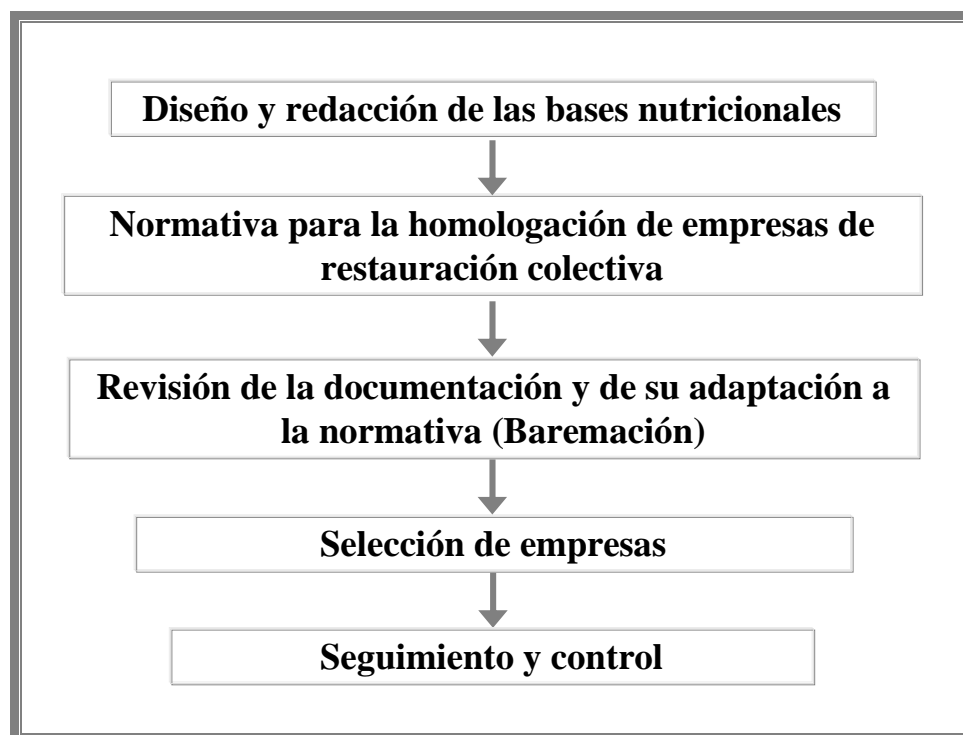 Diseño y redacción de las bases nutricionales
Normativa para la homologación de empresas de
restauración colectiva
Revisión de la documentación y de su adaptación a
la normativa (Baremación)
Selección de empresas
Seguimiento y control